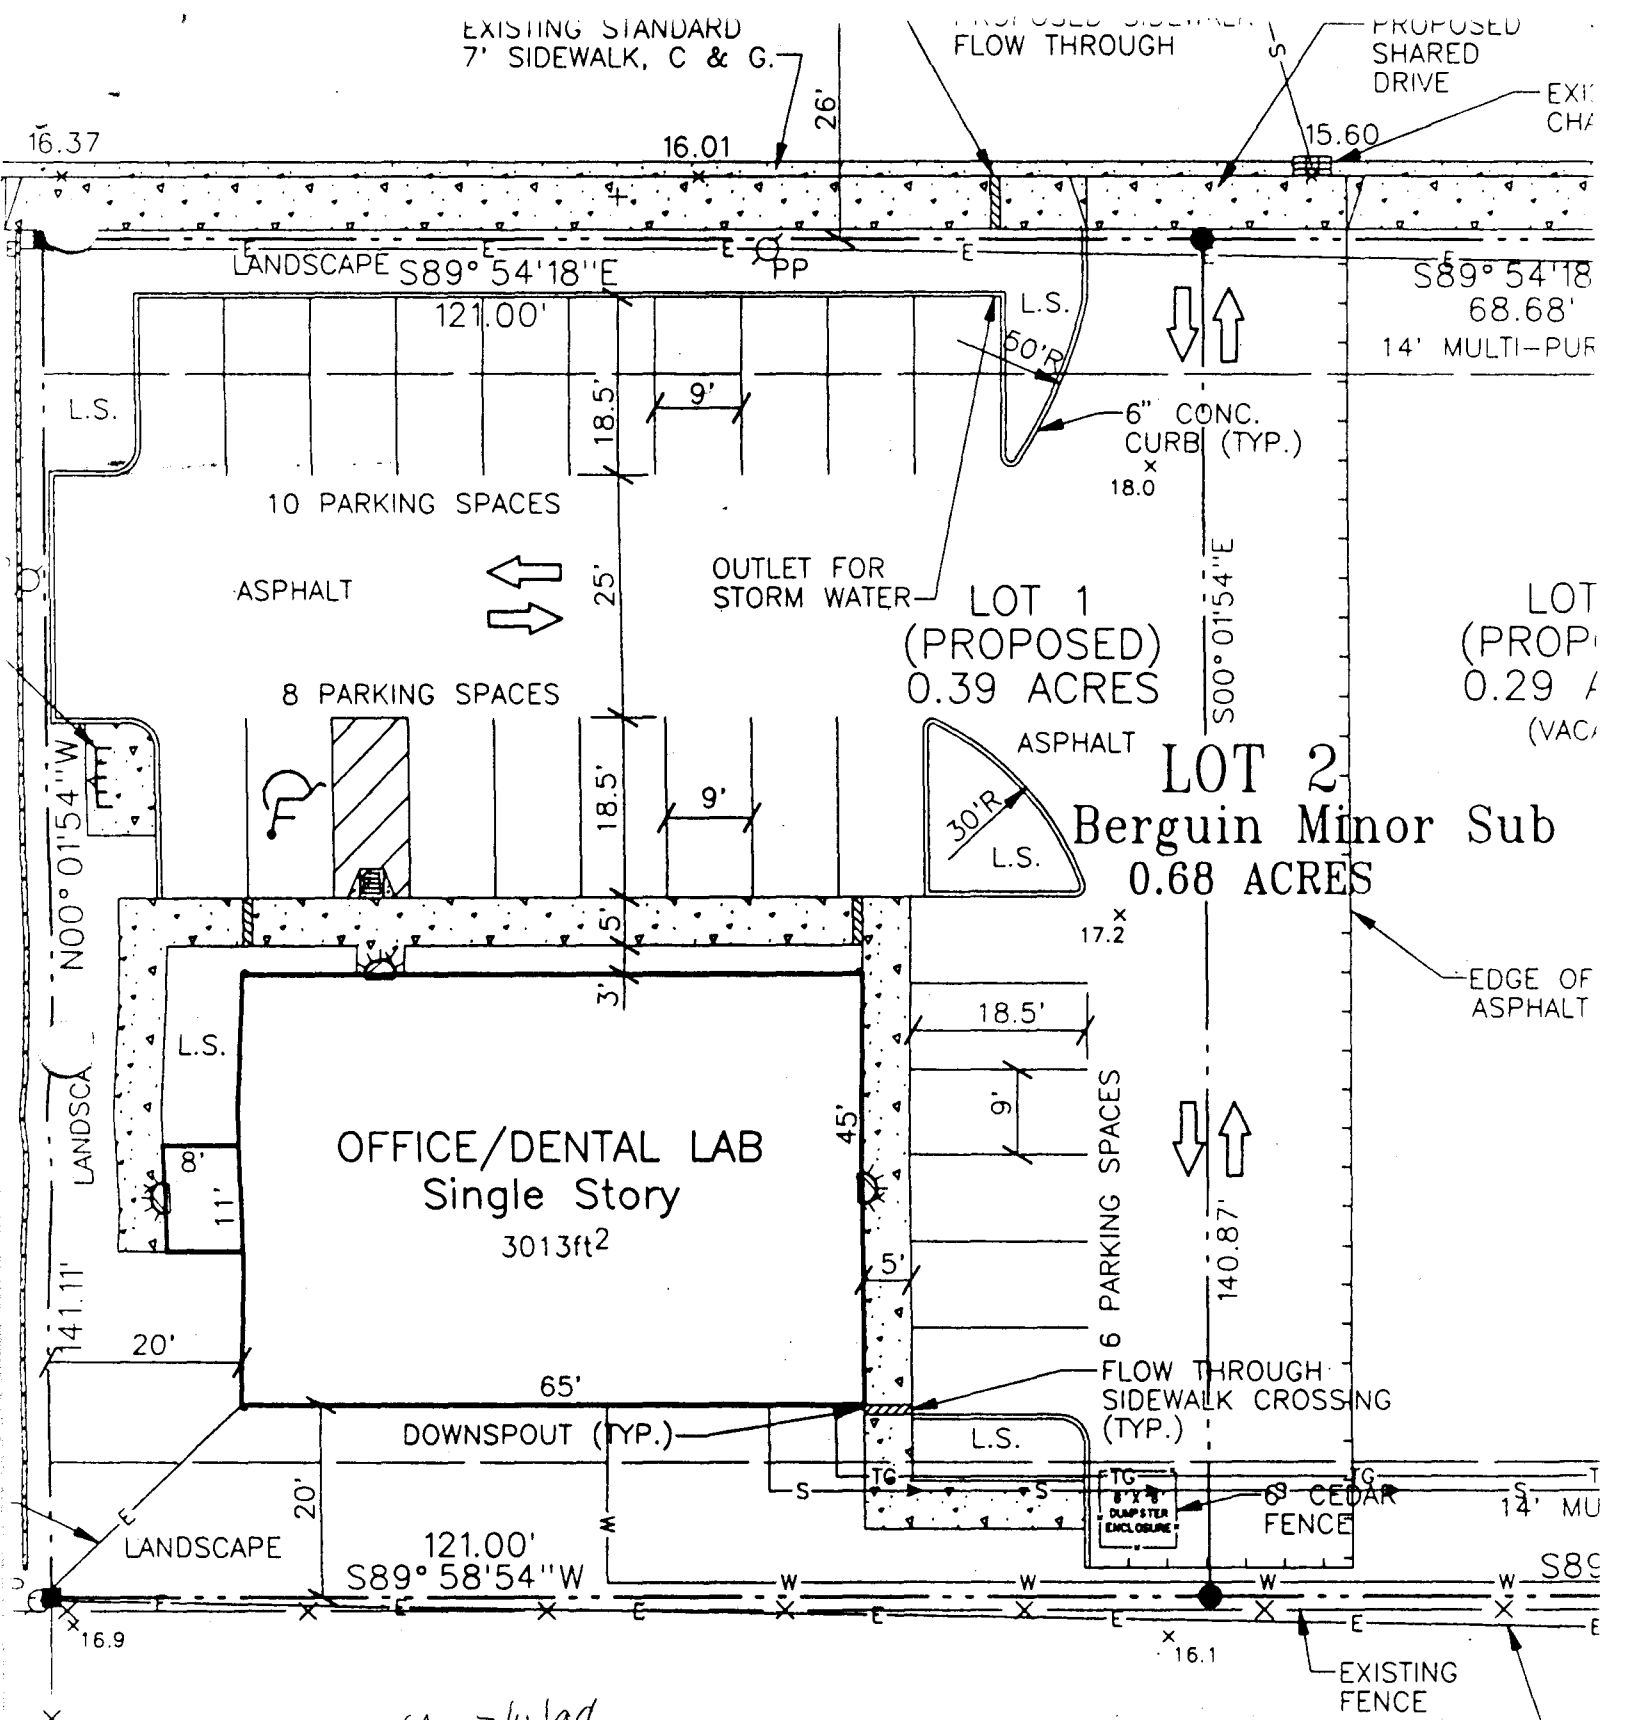 EXISTING STANDARD
7' SIDEWALK, C & G.
26'
PROPOSED SIDEWALK
FLOW THROUGH
S
PROPOSED
SHARED
DRIVE
16.37
16.01
15.60
E
E
E
E
E
E
LANDSCAPE
S89°54'18"E
PP
121.00'
L.S.
S89°54'18
68.68'
14' MULTI-PUR
50'R
L.S.
18.5'
9'
6" CONC.
CURB (TYP.)
18.0
10 PARKING SPACES
25'
ASPHALT
OUTLET FOR
STORM WATER
LOT 1
(PROPOSED)
0.39 ACRES
S00°01'54"E
LOT
8 PARKING SPACES
0.29
N00°01'54"W
18.5'
9'
30'R
L.S.
ASPHALT
LOT 2
Berguin Minor Sub
0.68 ACRES
5'
17.2
3'
EDGE OF
ASPHALT
L.S.
18.5'
9'
LANDSCA
45'
6 PARKING SPACES
OFFICE/DENTAL LAB
Single Story
3013ft2
8'
11'
5'
140.87'
141.11'
20'
65'
DOWNSPOUT (TYP.)
FLOW THROUGH
SIDEWALK CROSSING
(TYP.)
L.S.
TG
TG
TG
T
S
S
S
S
8' X 8'
DUMPSTER
ENCLOSURE
6' CEDAR
FENCE
14' MU
E
20'
W
LANDSCAPE
121.00'
S89°58'54"W
S89
W
W
W
W
E
E
E
E
E
E
E
16.9
16.1
EXISTING
FENCE